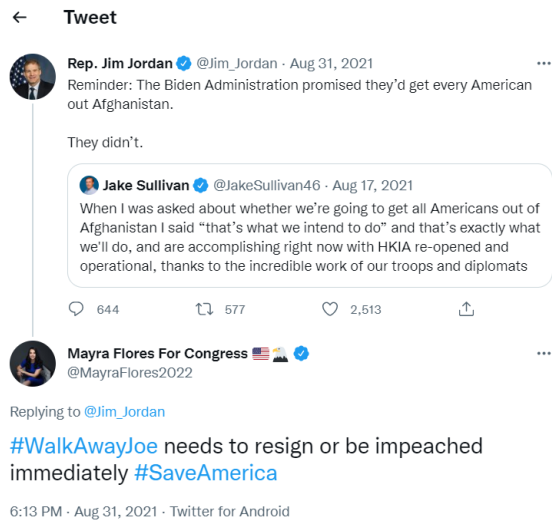 Tweet
Rep. Jim Jordan @Jim_Jordan · Aug 31, 2021
Reminder: The Biden Administration promised they'd get every American
out Afghanistan.
They didn't.
Jake Sullivan @JakeSullivan46 · Aug 17, 2021
When I was asked about whether we're going to get all Americans out of
Afghanistan I said “that's what we intend to do” and that's exactly what
we'll do, and are accomplishing right now with HKIA re-opened and
operational, thanks to the incredible work of our troops and diplomats
644 577 2,513
Mayra Flores For Congress 🇺🇸🦅
@MayraFlores2022
Replying to @Jim_Jordan
#WalkAwayJoe needs to resign or be impeached
immediately #SaveAmerica
6:13 PM · Aug 31, 2021 · Twitter for Android